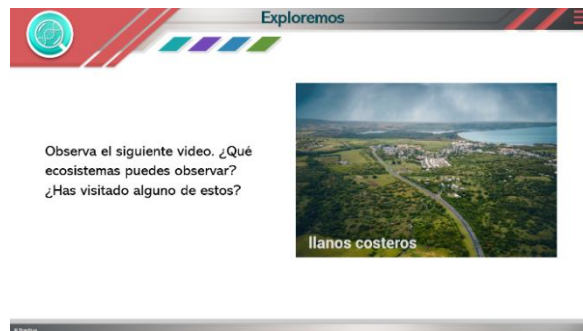 Exploremos
Observa el siguiente video. ¿Qué
ecosistemas puedes observar?
¿Has visitado alguno de estos?
llanos costeros